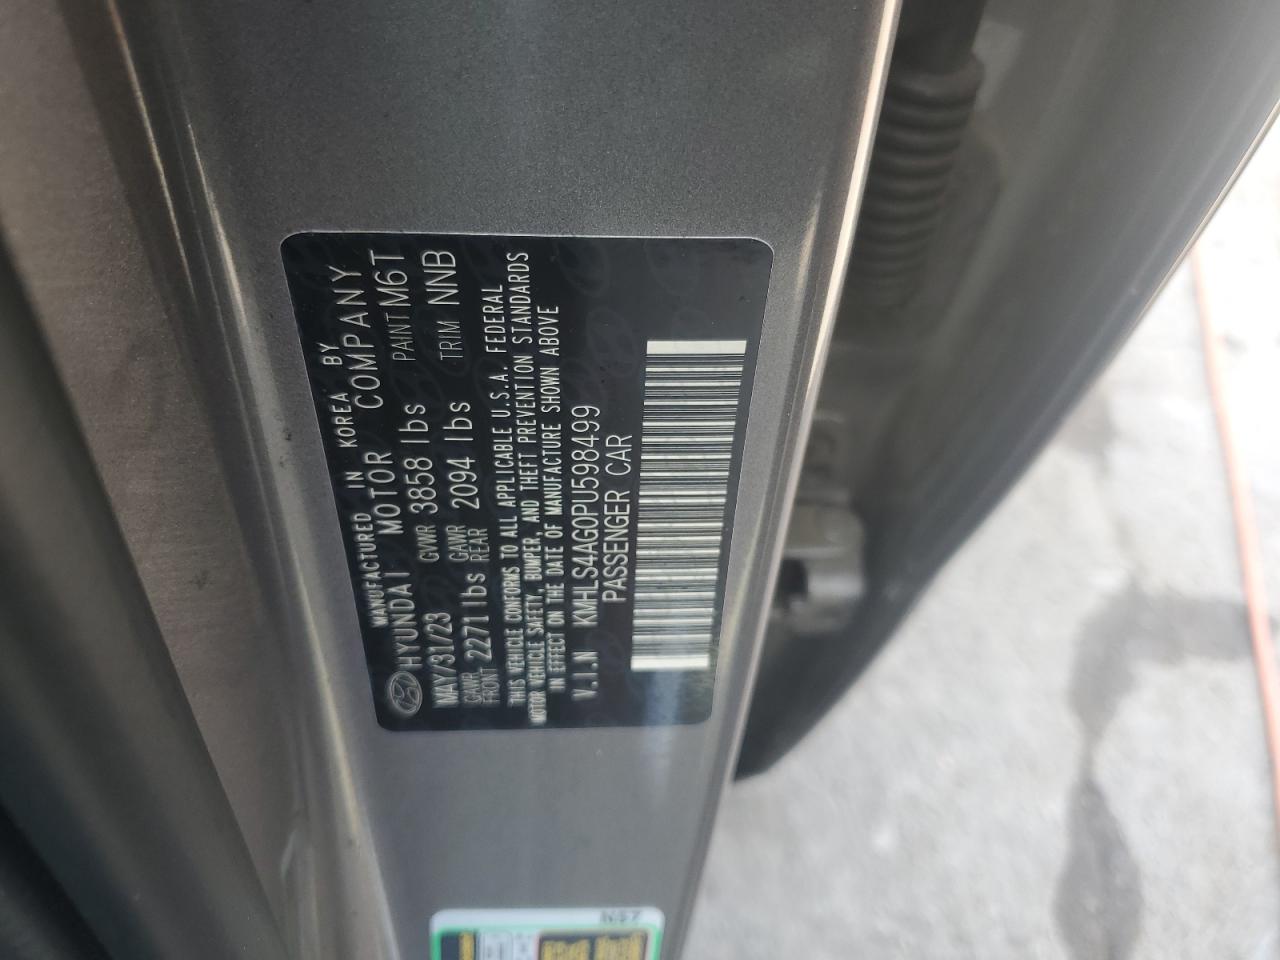 MANUFACTURED IN KOREA BY
HYUNDAI MOTOR COMPANY
MAY/31/23 GVWR 3858 lbs PAINT M6T
GAWR FRONT 2271 lbs GAWR REAR 2094 lbs TRIM NNB
THIS VEHICLE CONFORMS TO ALL APPLICABLE U.S.A. FEDERAL
MOTOR VEHICLE SAFETY, BUMPER, AND THEFT PREVENTION STANDARDS
IN EFFECT ON THE DATE OF MANUFACTURE SHOWN ABOVE
V.I.N KMHLS4AG0PU598499
PASSENGER CAR